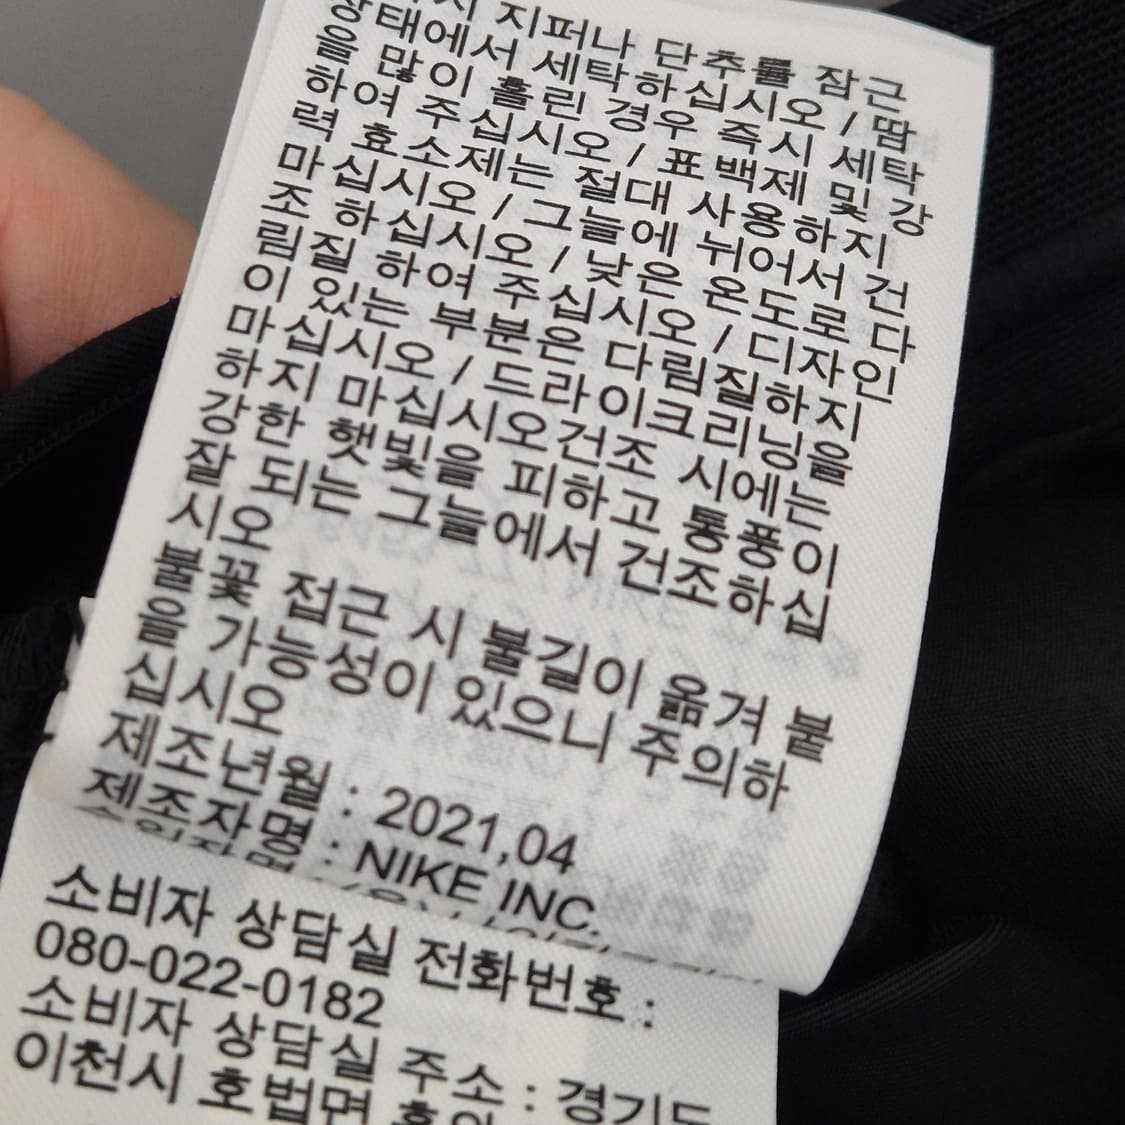 지 지퍼나 단추를 잠근
상태에서 세탁하십시오 / 땀
을 많이 흘린 경우 즉시 세탁
하여 주십시오 / 표백제 및 강
력 효소제는 절대 사용하지
마십시오 / 그늘에 뉘어서 건
조 하십시오 / 낮은 온도로 다
림질 하여 주십시오 / 디자인
이 있는 부분은 다림질하지
마십시오 / 드라이크리닝을
하지 마십시오건조 시에는
강한 햇빛을 피하고 통풍이
잘 되는 그늘에서 건조하십
시오
불꽃 접근 시 불길이 옮겨 붙
을 가능성이 있으니 주의하
십시오
제조년월 : 2021,04
제조자명 : NIKE INC.
소비자 상담실 전화번호 :
080-022-0182
소비자 상담실 주소 : 경기도
이천시 호법면